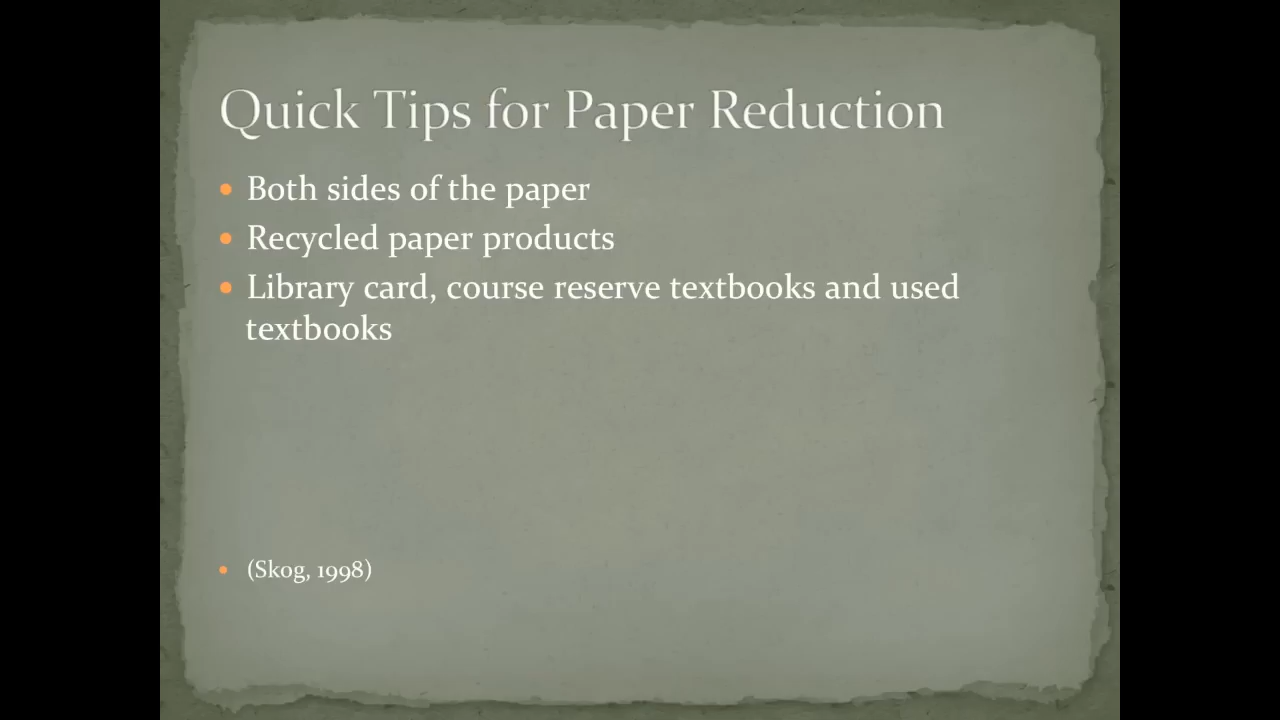 Quick Tips for Paper Reduction
• Both sides of the paper
• Recycled paper products
• Library card, course reserve textbooks and used
textbooks
• (Skog, 1998)